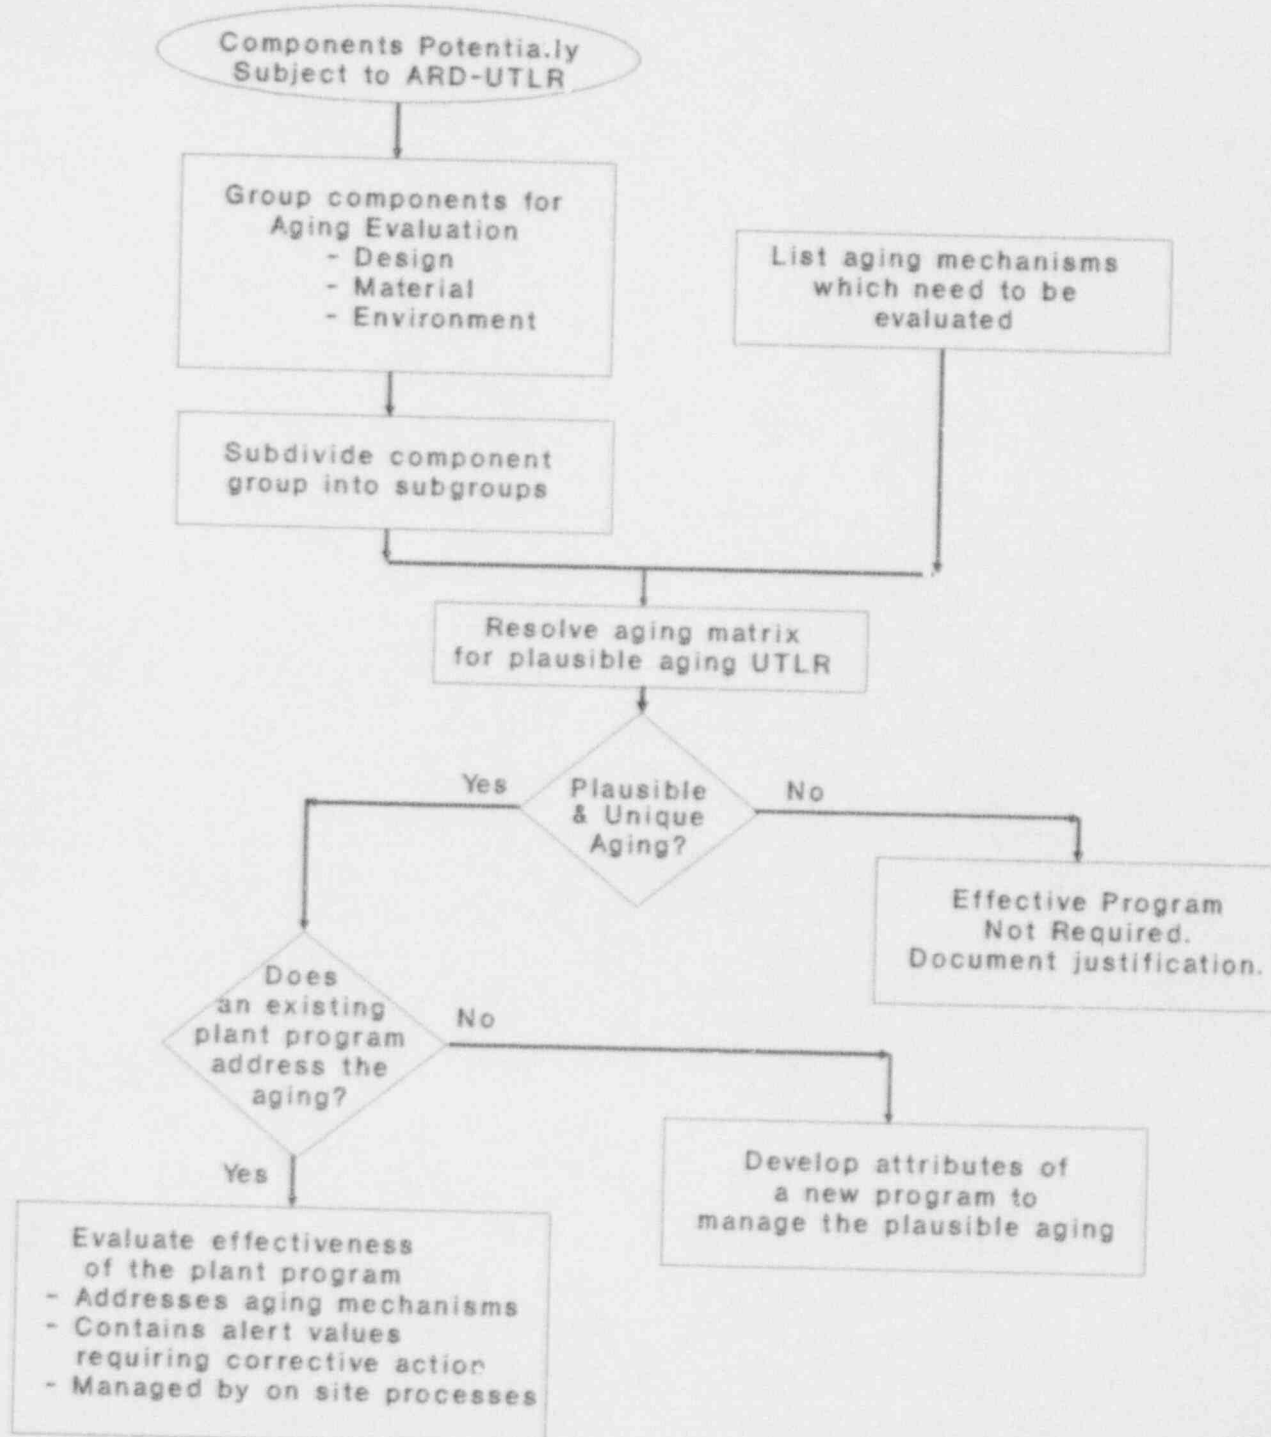 Components Potentia.ly
Subject to ARD-UTLR
Group components for
Aging Evaluation
- Design
- Material
- Environment
List aging mechanisms
which need to be
evaluated
Subdivide component
group into subgroups
Resolve aging matrix
for plausible aging UTLR
Yes
Plausible
& Unique
Aging?
No
Effective Program
Not Required.
Document justification.
Does
an existing
plant program
address the
aging?
No
Yes
Develop attributes of
a new program to
manage the plausible aging
Evaluate effectiveness
of the plant program
- Addresses aging mechanisms
- Contains alert values
requiring corrective action
- Managed by on site processes